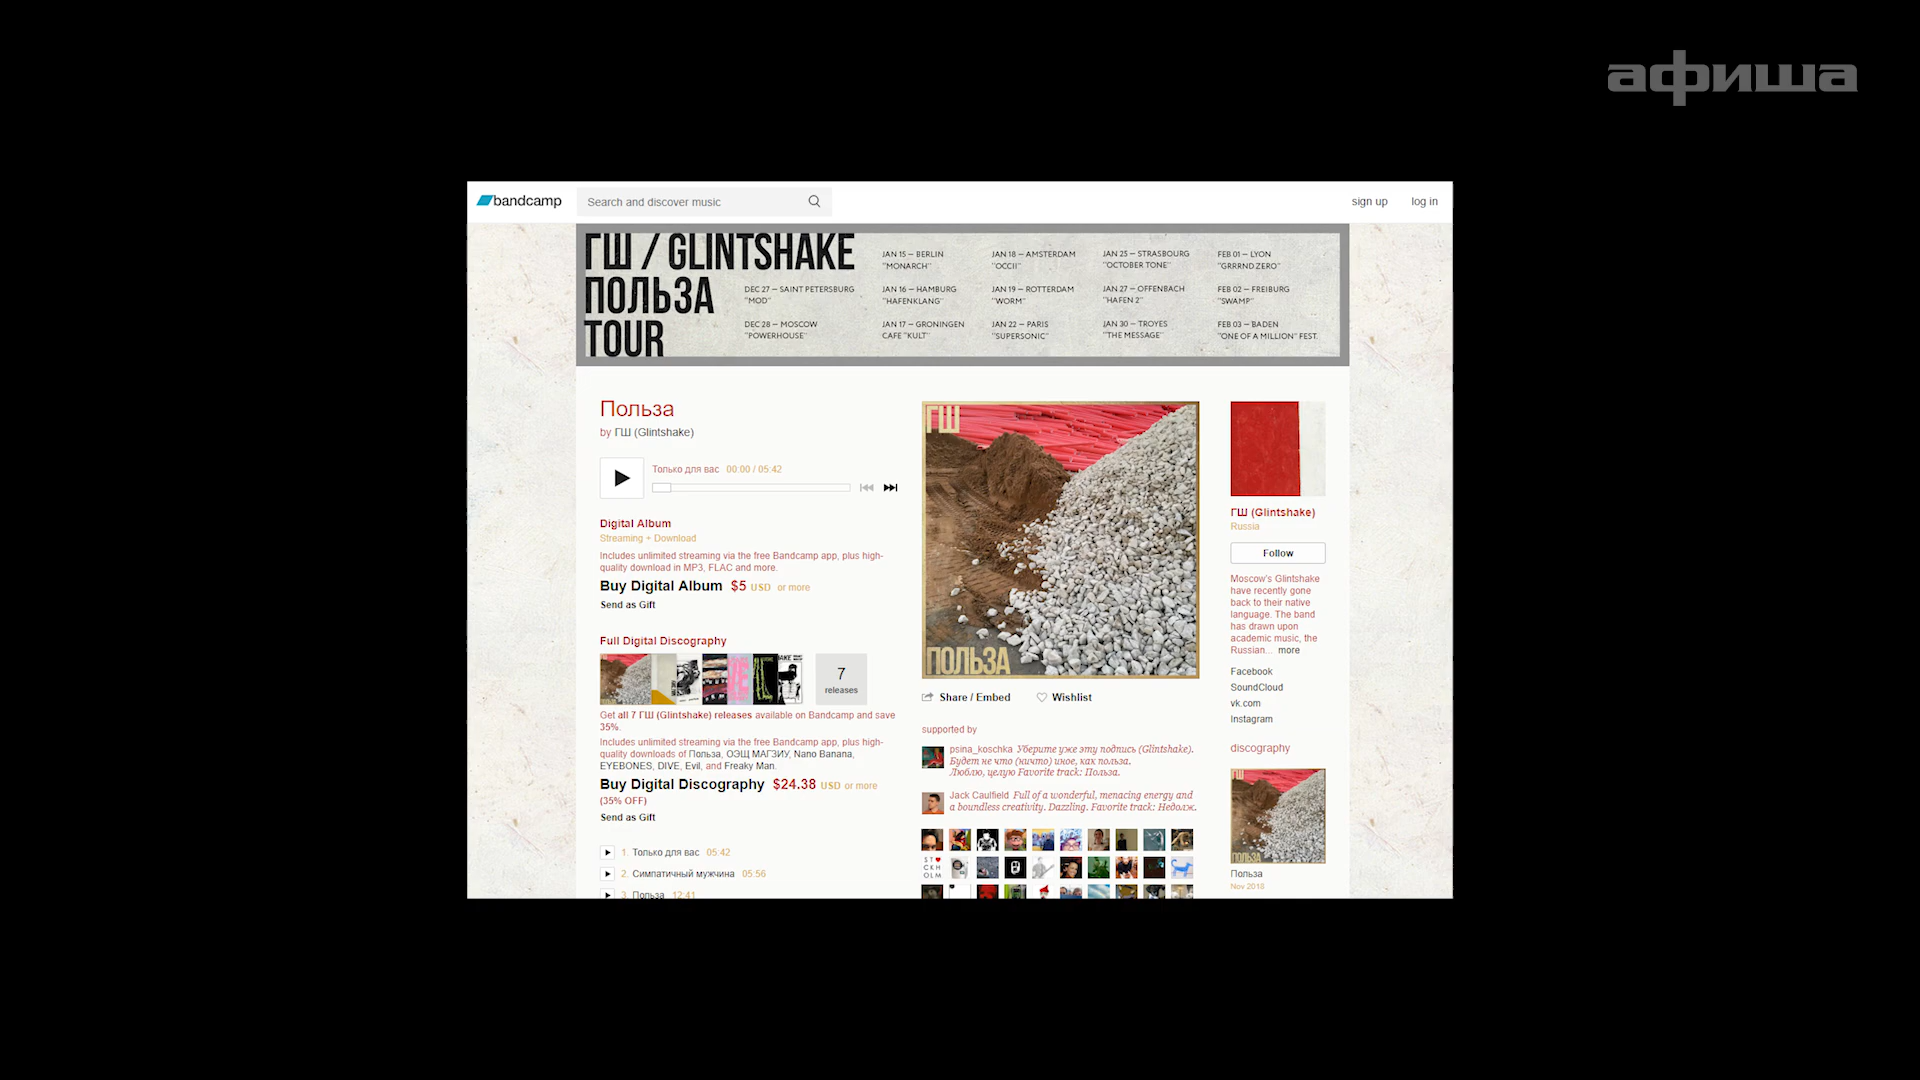 афиша
bandcamp
Search and discover music
sign up
log in
ГШ / GLINTSHAKE
ПОЛЬЗА
TOUR
DEC 27 – SAINT PETERSBURG
"MOD"
DEC 28 – MOSCOW
"POWERHOUSE"
JAN 15 – BERLIN
"MONARCH"
JAN 16 – HAMBURG
"HAFENKLANG"
JAN 17 – GRONINGEN
CAFE "KULT"
JAN 18 – AMSTERDAM
"OCCII"
JAN 19 – ROTTERDAM
"WORM"
JAN 22 – PARIS
"SUPERSONIC"
JAN 25 – STRASBOURG
"OCTOBER TONE"
JAN 27 – OFFENBACH
"HAFEN 2"
JAN 30 – TROYES
"THE MESSAGE"
FEB 01 – LYON
"GRRRND ZERO"
FEB 02 – FREIBURG
"SWAMP"
FEB 03 – BADEN
"ONE OF A MILLION" FEST.
Польза
by ГШ (Glintshake)
Только для вас 00:00 / 05:42
Digital Album
Streaming + Download
Includes unlimited streaming via the free Bandcamp app, plus high-
quality download in MP3, FLAC and more.
Buy Digital Album $5 USD or more
Send as Gift
Full Digital Discography
7
releases
Get all 7 ГШ (Glintshake) releases available on Bandcamp and save
35%.
Includes unlimited streaming via the free Bandcamp app, plus high-
quality downloads of Польза, ОЭЩ МАГЗИУ, Nano Banana,
EYEBONES, DIVE, Evil, and Freaky Man.
Buy Digital Discography $24.38 USD or more
(35% OFF)
Send as Gift
1. Только для вас 05:42
2. Симпатичный мужчина 05:56
3. Польза 12:41
ГШ
ПОЛЬЗА
Share / Embed
Wishlist
supported by
psina_koschka Уберите уже эту подпись (Glintshake).
Будет не что (ничто) иное, как польза.
Люблю, целую Favorite track: Польза.
Jack Caulfield Full of a wonderful, menacing energy and
a boundless creativity. Dazzling. Favorite track: Недолж.
ST♥
CKH
OLM
ГШ (Glintshake)
Russia
Follow
Moscow's Glintshake
have recently gone
back to their native
language. The band
has drawn upon
academic music, the
Russian... more
Facebook
SoundCloud
vk.com
Instagram
discography
ГШ
ПОЛЬЗА
Польза
Nov 2018